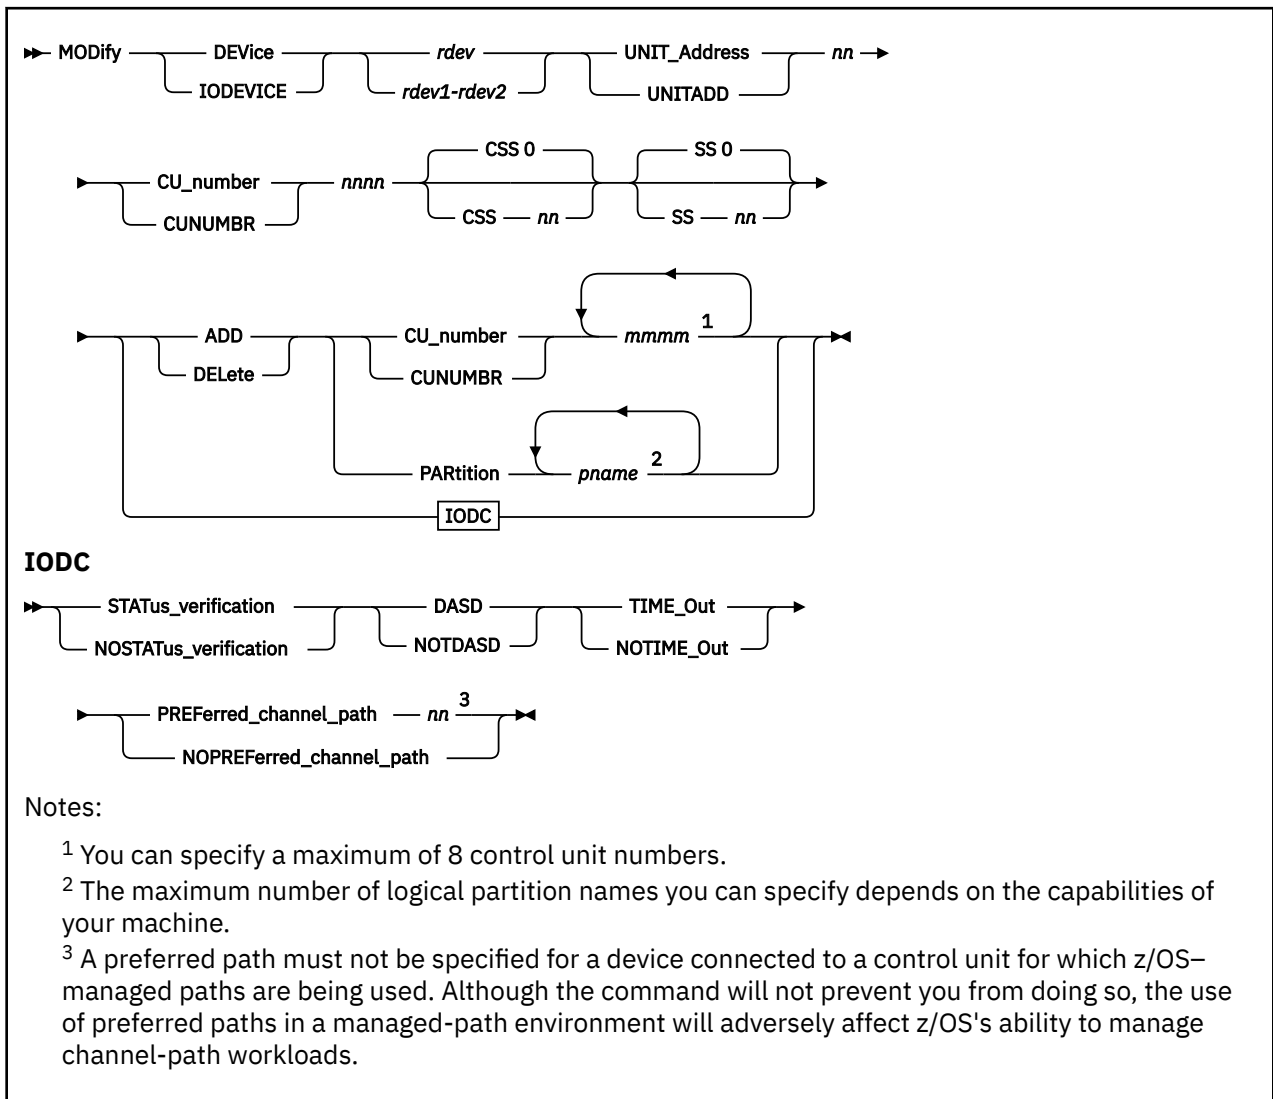 MODify DEVice rdev UNIT_Address nn
IODEVICE rdev1-rdev2 UNITADD
CSS 0 SS 0
CU_number nnnn
CUNUMBR CSS nn SS nn
ADD CU_number mmmm 1
DELete CUNUMBR
PARtition pname 2
IODC
IODC
STATus_verification DASD TIME_Out
NOSTATus_verification NOTDASD NOTIME_Out
PREFerred_channel_path nn 3
NOPREFerred_channel_path
Notes:
1 You can specify a maximum of 8 control unit numbers.
2 The maximum number of logical partition names you can specify depends on the capabilities of
your machine.
3 A preferred path must not be specified for a device connected to a control unit for which z/OS–
managed paths are being used. Although the command will not prevent you from doing so, the use
of preferred paths in a managed-path environment will adversely affect z/OS's ability to manage
channel-path workloads.